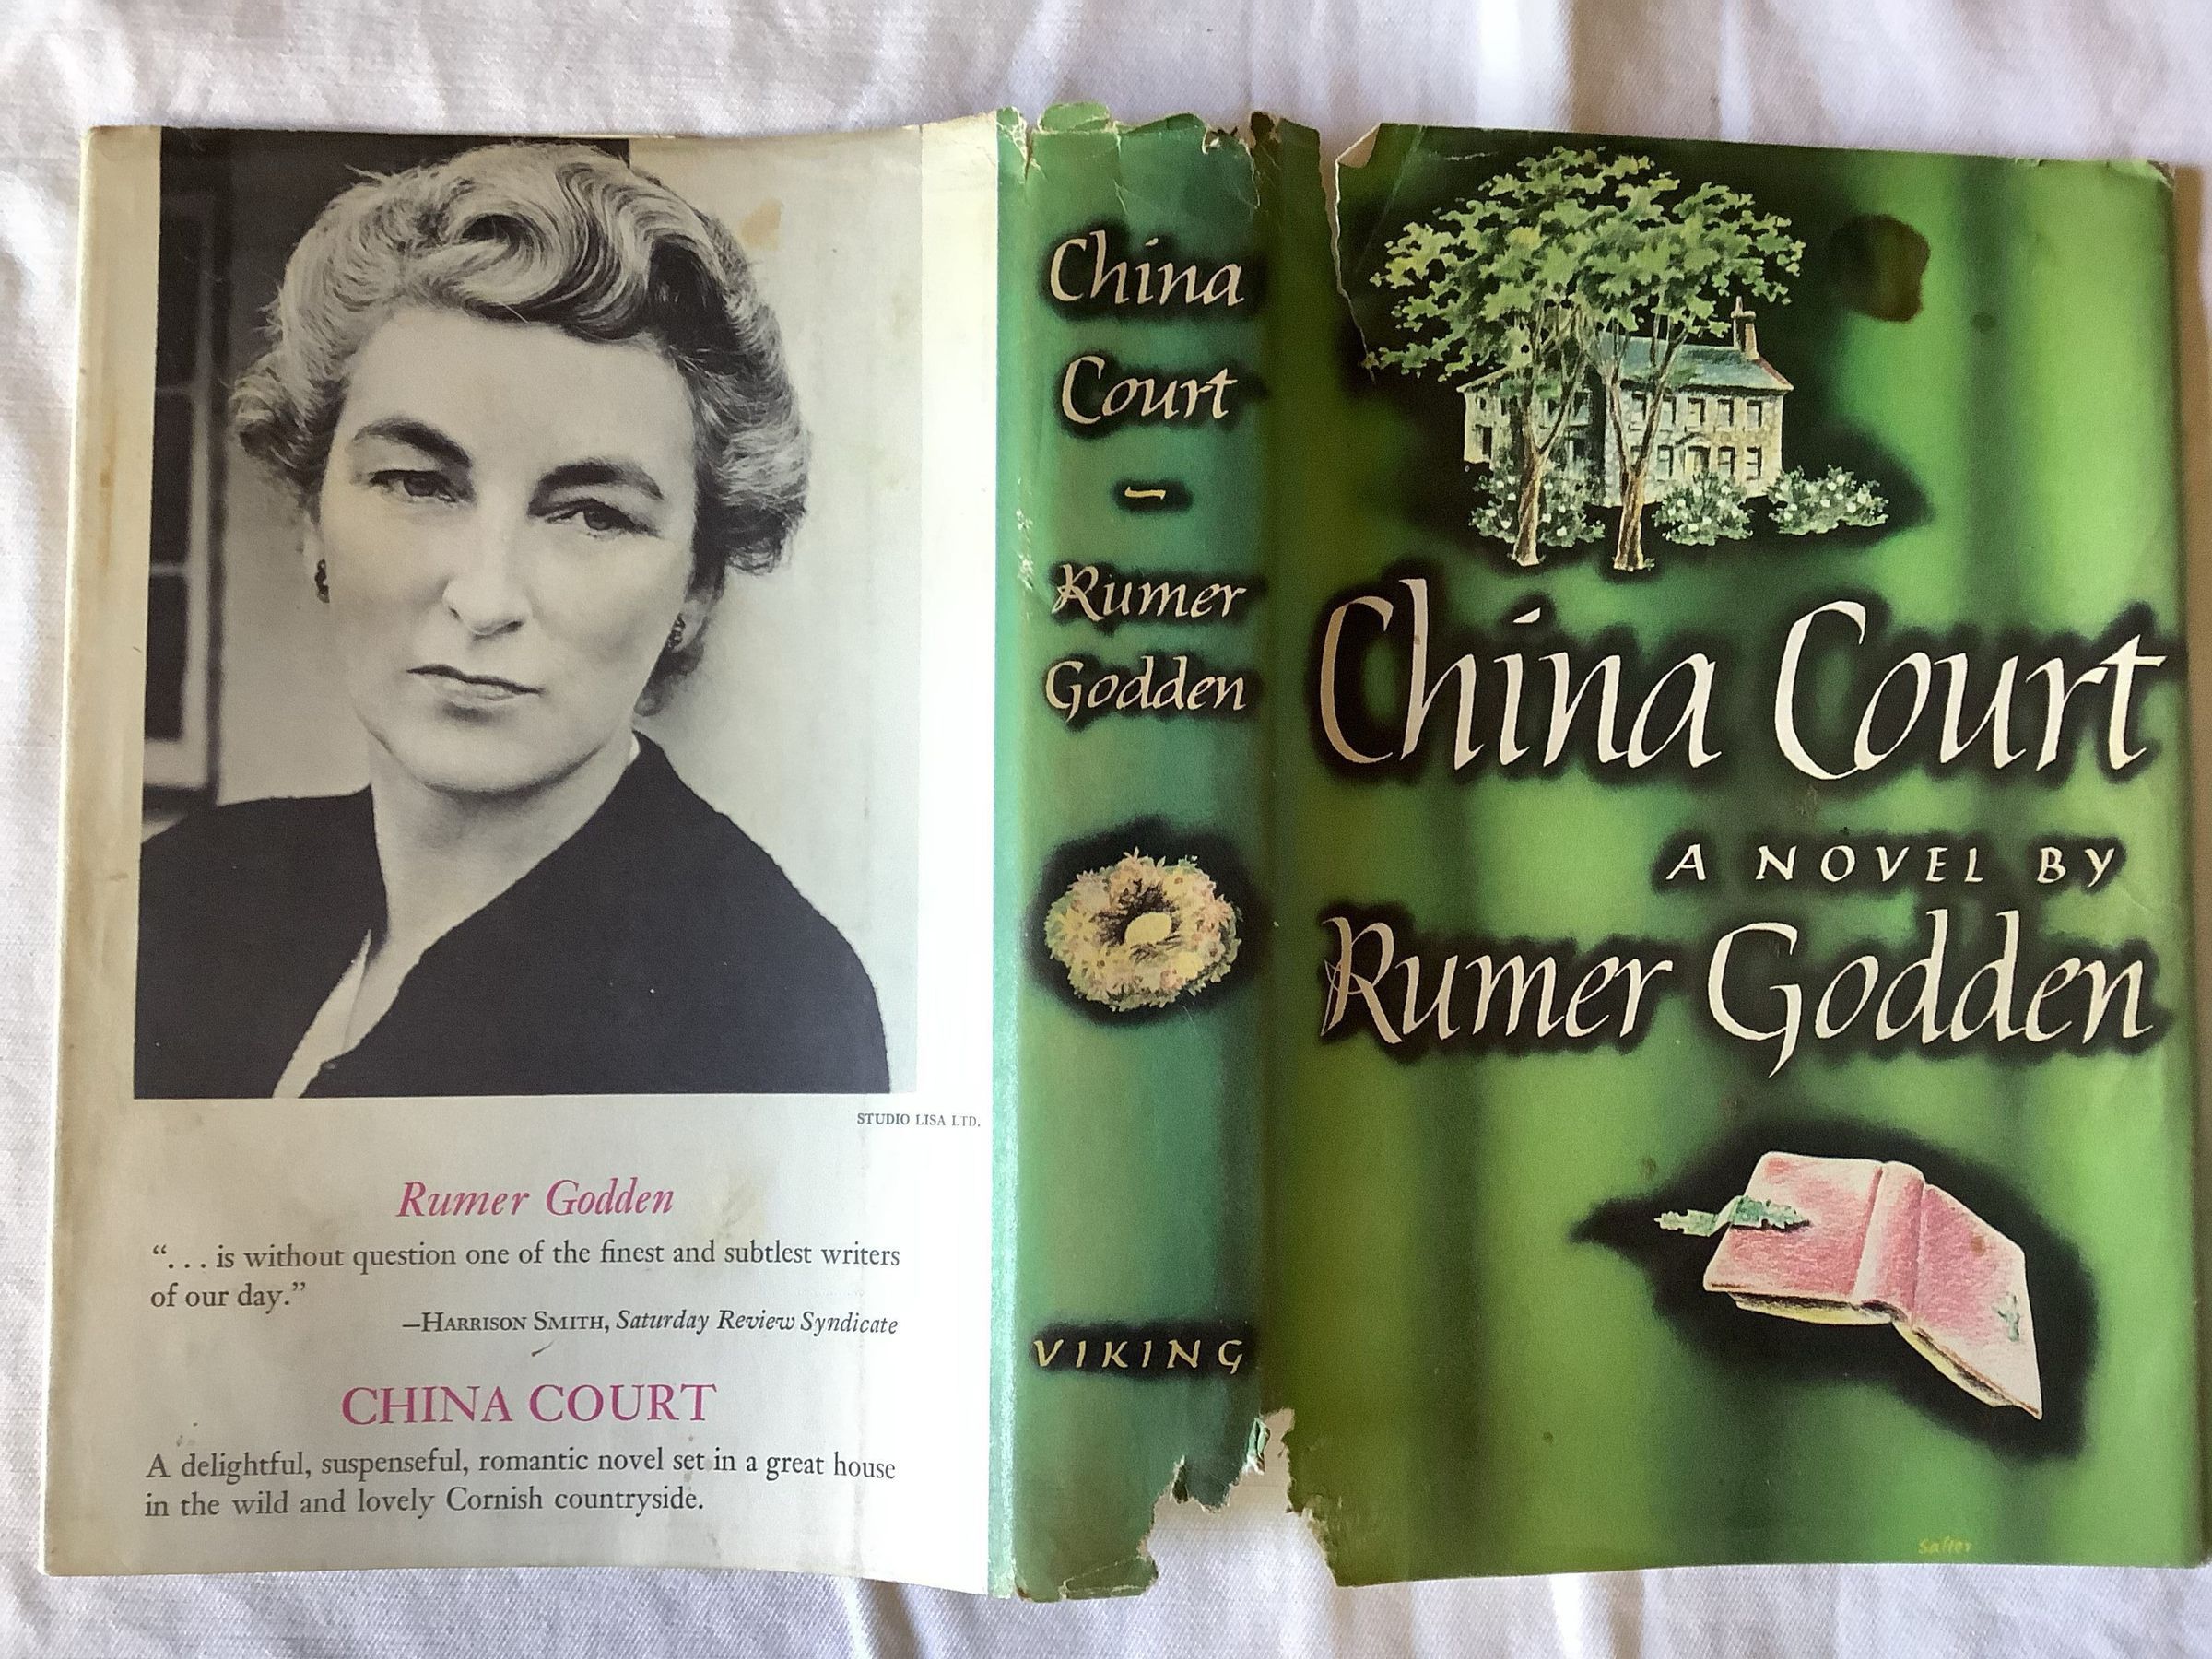 STUDIO LISA LTD.
Rumer Godden
“... is without question one of the finest and subtlest writers
of our day.”
—HARRISON SMITH, Saturday Review Syndicate
CHINA COURT
A delightful, suspenseful, romantic novel set in a great house
in the wild and lovely Cornish countryside.
China
Court
–
Rumer
Godden
VIKING
China Court
A NOVEL BY
Rumer Godden
Salter